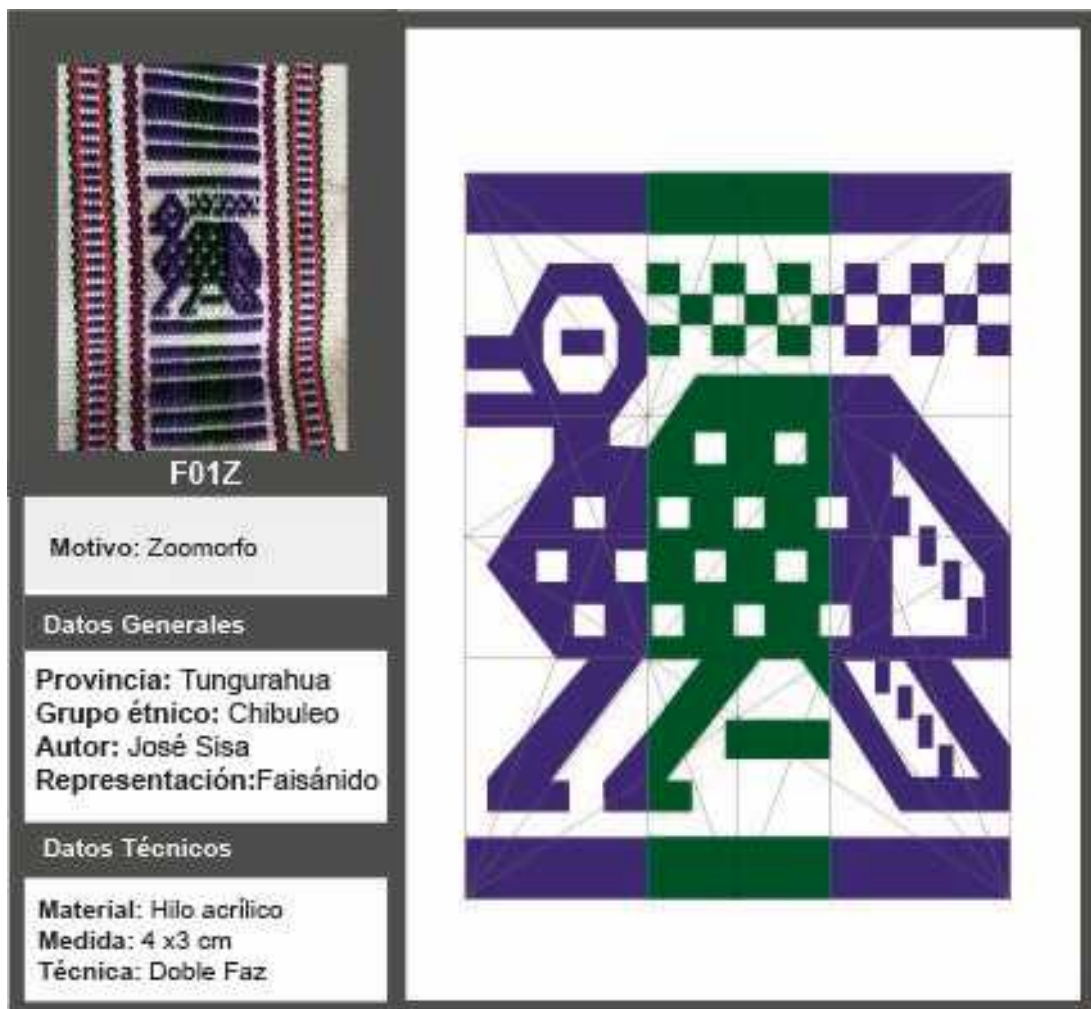 F01Z
Motivo: Zoomorfo
Datos Generales
Provincia: Tungurahua
Grupo étnico: Chibuleo
Autor: José Sisa
Representación:Faisánido
Datos Técnicos
Material: Hilo acrílico
Medida: 4 x3 cm
Técnica: Doble Faz